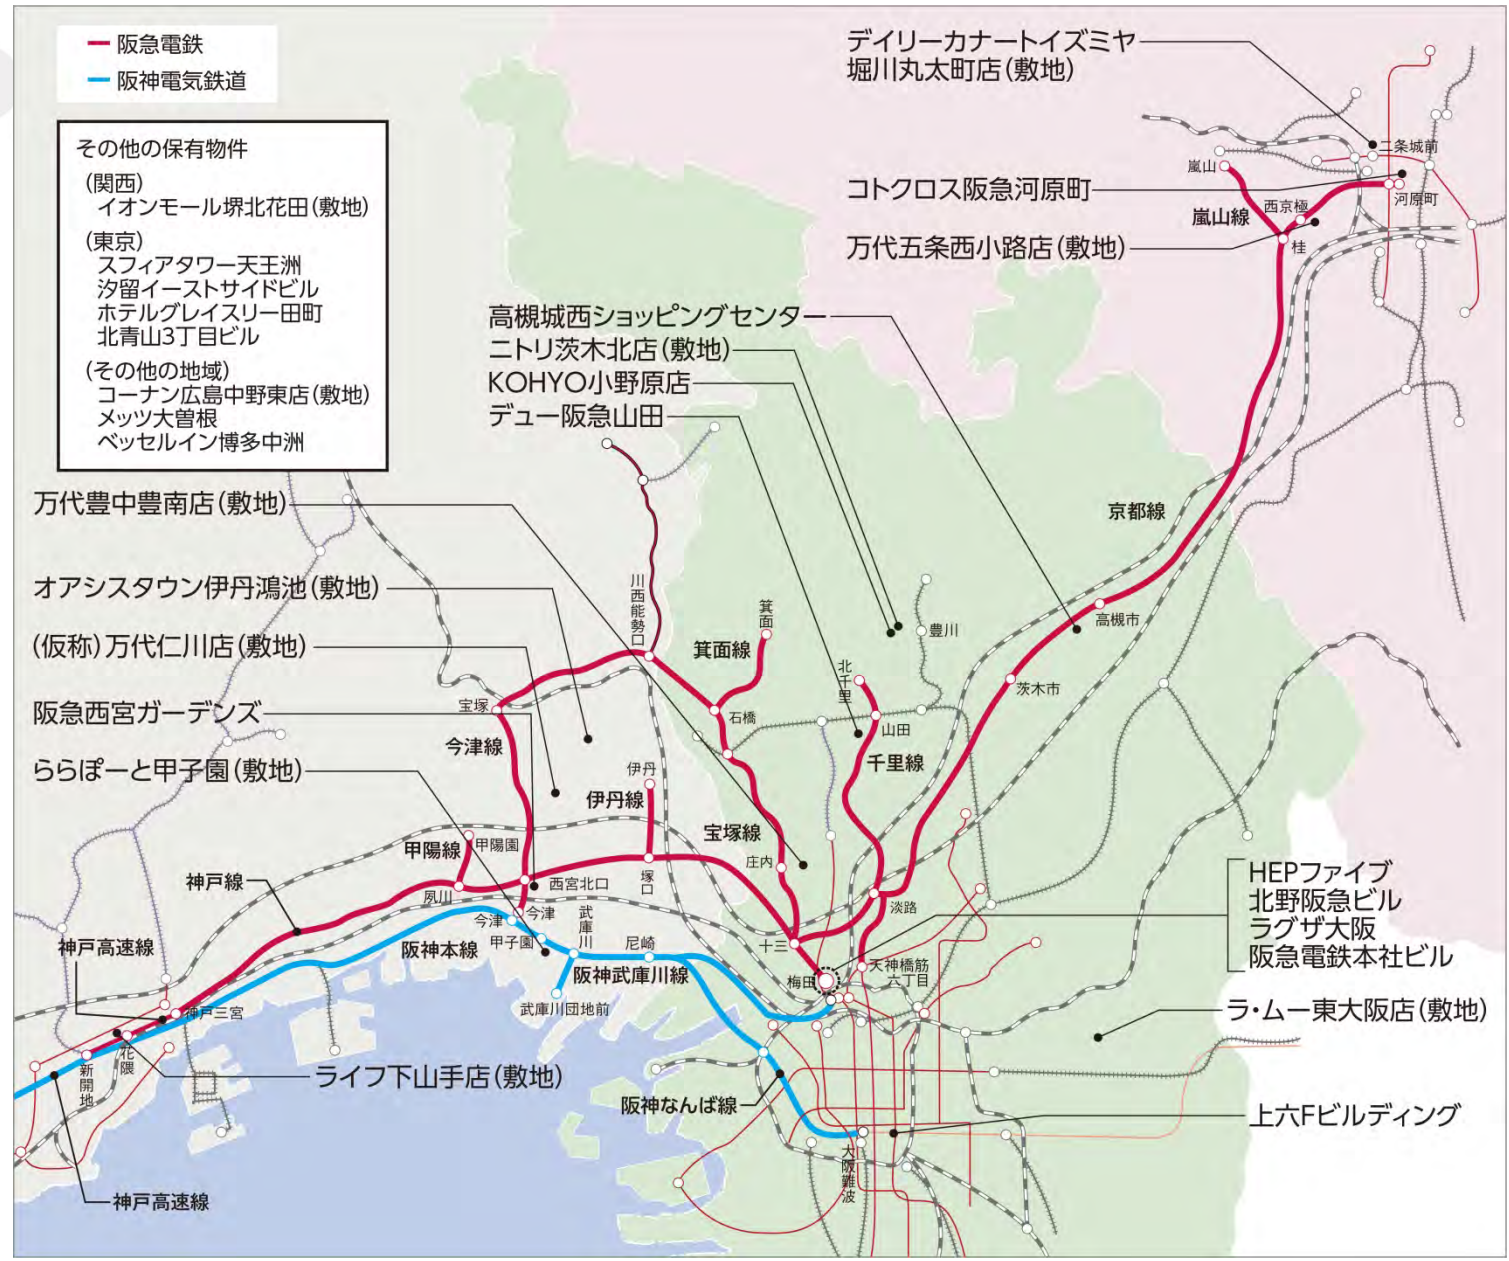 阪急電鉄
阪神電気鉄道
その他の保有物件
(関西)
イオンモール堺北花田(敷地)
(東京)
スフィアタワー天王洲
汐留イーストサイドビル
ホテルグレイスリー田町
北青山3丁目ビル
(その他の地域)
コーナン広島中野東店(敷地)
メッツ大曽根
ベッセルイン博多中洲
デイリーカナートイズミヤ
堀川丸太町店(敷地)
コトクロス阪急河原町
万代五条西小路店(敷地)
高槻城西ショッピングセンター
ニトリ茨木北店(敷地)
KOHYO小野原店
デュー阪急山田
万代豊中豊南店(敷地)
オアシスタウン伊丹鴻池(敷地)
(仮称)万代仁川店(敷地)
阪急西宮ガーデンズ
ららぽーと甲子園(敷地)
HEPファイブ
北野阪急ビル
ラグザ大阪
阪急電鉄本社ビル
ラ・ムー東大阪店(敷地)
上六Fビルディング
ライフ下山手店(敷地)
二条城前
嵐山
嵐山線
西京極
河原町
桂
京都線
高槻市
茨木市
豊川
川西能勢口
箕面
箕面線
北千里
山田
千里線
石橋
宝塚
今津線
伊丹
伊丹線
宝塚線
庄内
甲陽線
甲陽園
神戸線
夙川
西宮北口
塚口
淡路
十三
梅田
天神橋筋
六丁目
今津
今津
甲子園
武庫川
尼崎
阪神本線
阪神武庫川線
武庫川団地前
神戸高速線
神戸三宮
花隈
新開地
神戸高速線
阪神なんば線
大阪難波